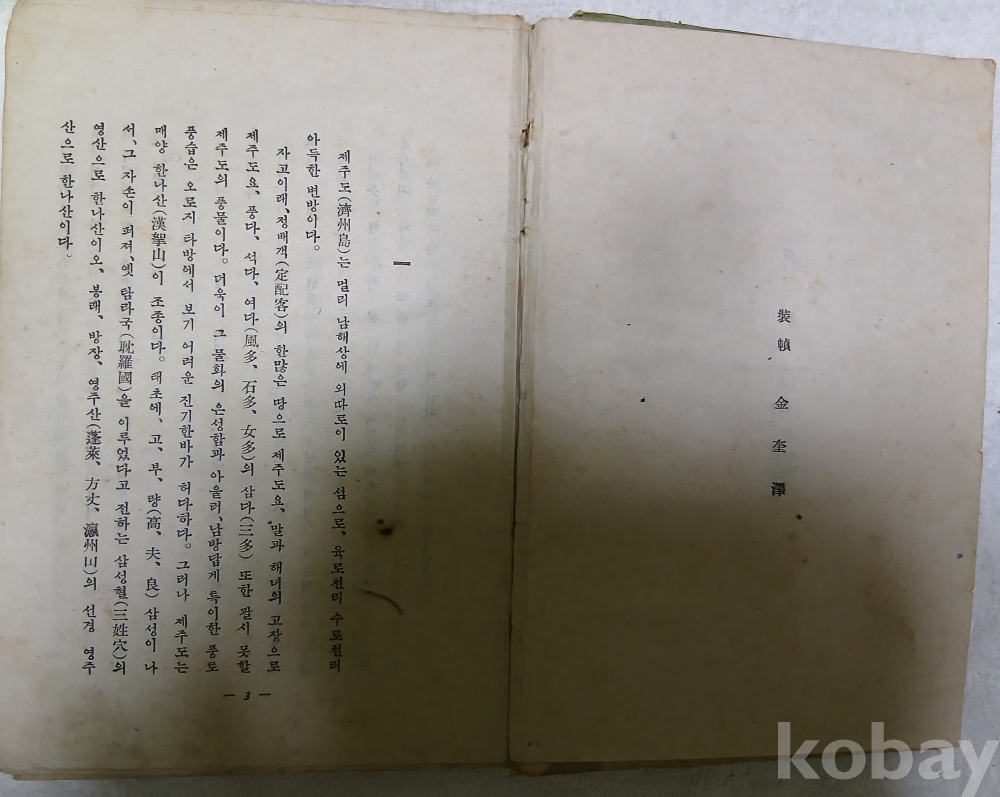 裝幀 金奎澤
一
제주도(濟州島)는 멀리 남해상에 외따로이 있는 섬으로、육로천리 수로천리
아득한 변방이다。
자고이래、정배객(定配客)의 한많은 땅으로 제주도요、말과 해녀의 고장으로
제주도요、풍다、석다、여다(風多、石多、女多)의 삼다(三多) 또한 괄시 못할
제주도의 풍물이다。더욱이 그 물화의 은성함과 아울러、남방답게 특이한 풍토
풍습은 오로지 타방에서 보기 어려운 진기한바가 허다하다。그러나 제주도는
매양 한나산(漢拏山)이 조종이다。태초에、고、부、량(高、夫、良) 삼성이 나
서、그 자손이 퍼져、옛 탐라국(耽羅國)을 이루었다고 전하는 삼성혈(三姓穴)의
영산으로 한나산이오、봉래、방장、영주산(蓬萊、方丈、瀛州山)의 선경 영주
산으로 한나산이다。
— 3 —
kobay